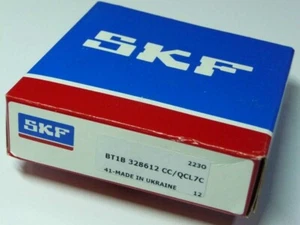 SKF
SKF
2230
BT1B 328612 CC/QCL7C
41-MADE IN UKRAINE
12